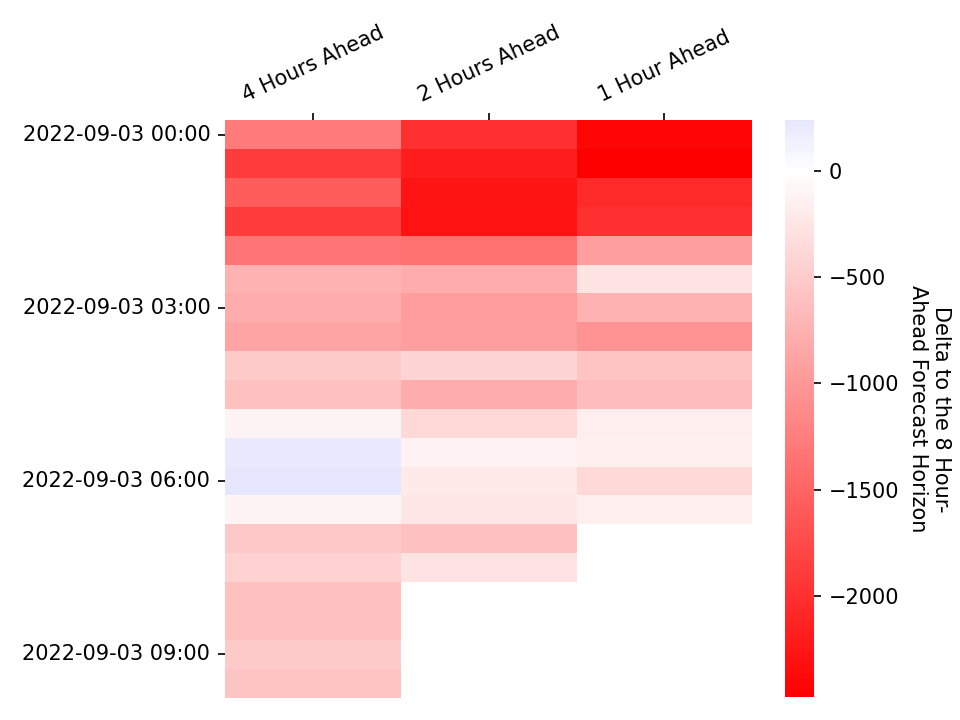 4 Hours Ahead
2 Hours Ahead
1 Hour Ahead
2022-09-03 00:00
2022-09-03 03:00
2022-09-03 06:00
2022-09-03 09:00
0
−500
−1000
−1500
−2000
Delta to the 8 Hour-
Ahead Forecast Horizon